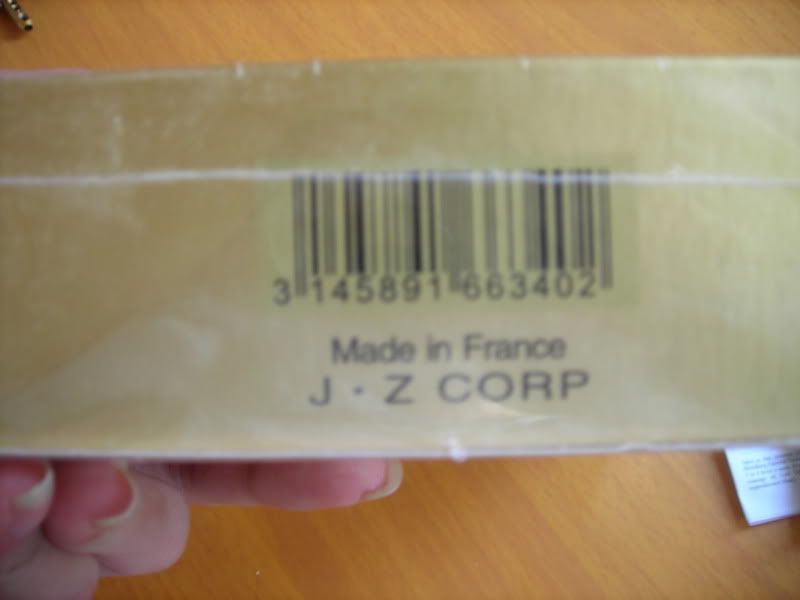 3 145891 663402
Made in France
J · Z CORP